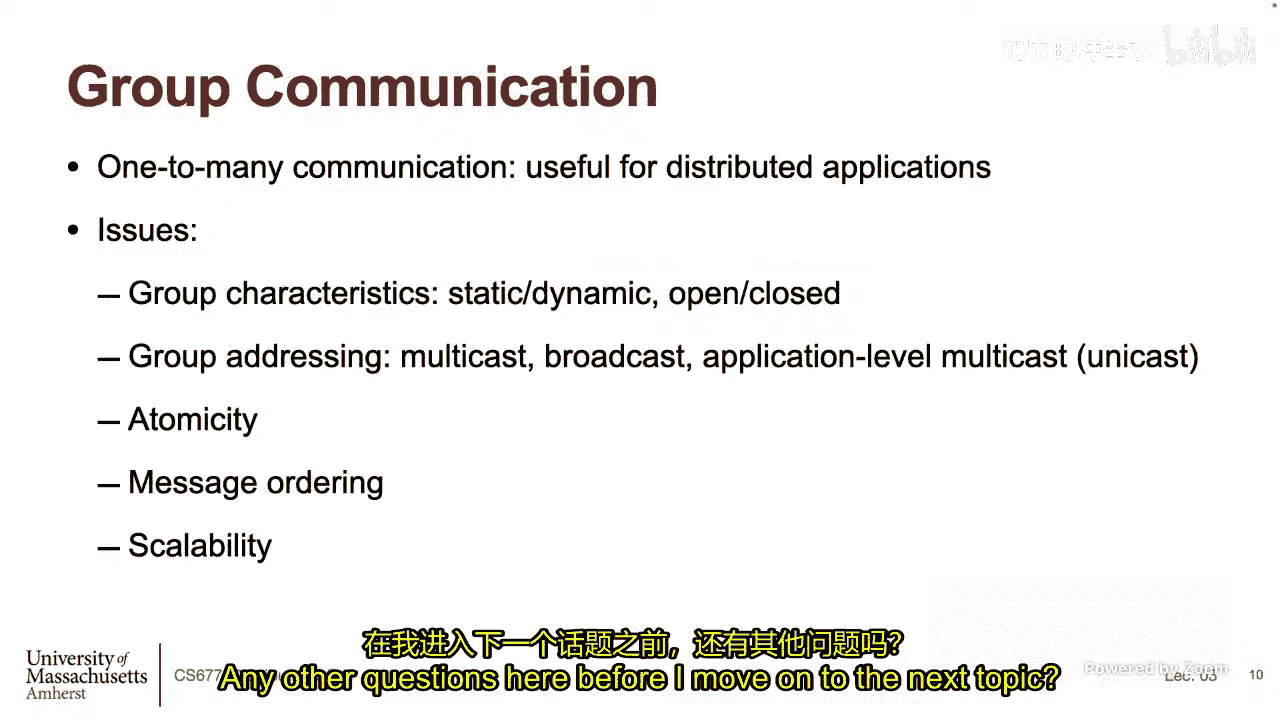 bilibili
Group Communication
• One-to-many communication: useful for distributed applications
• Issues:
– Group characteristics: static/dynamic, open/closed
– Group addressing: multicast, broadcast, application-level multicast (unicast)
– Atomicity
– Message ordering
– Scalability
在我进入下一个话题之前，还有其他问题吗？
University of
Massachusetts
Amherst
CS677
Any other questions here before I move on to the next topic?
Powered by Zoom
Lec. 03
10